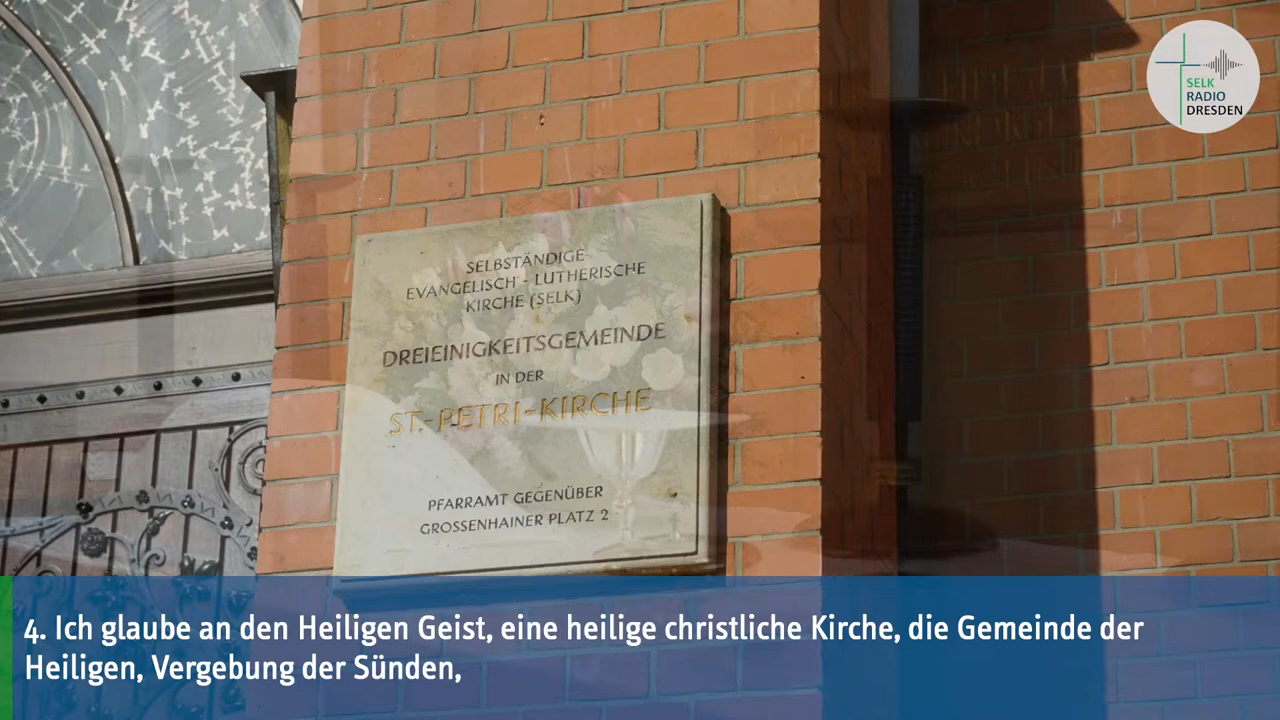 SELK
RADIO
DRESDEN
SELBSTÄNDIGE
EVANGELISCH - LUTHERISCHE
KIRCHE (SELK)
DREIEINIGKEITSGEMEINDE
IN DER
ST.-PETRI-KIRCHE
PFARRAMT GEGENÜBER
GROSSENHAINER PLATZ 2
4. Ich glaube an den Heiligen Geist, eine heilige christliche Kirche, die Gemeinde der
Heiligen, Vergebung der Sünden,